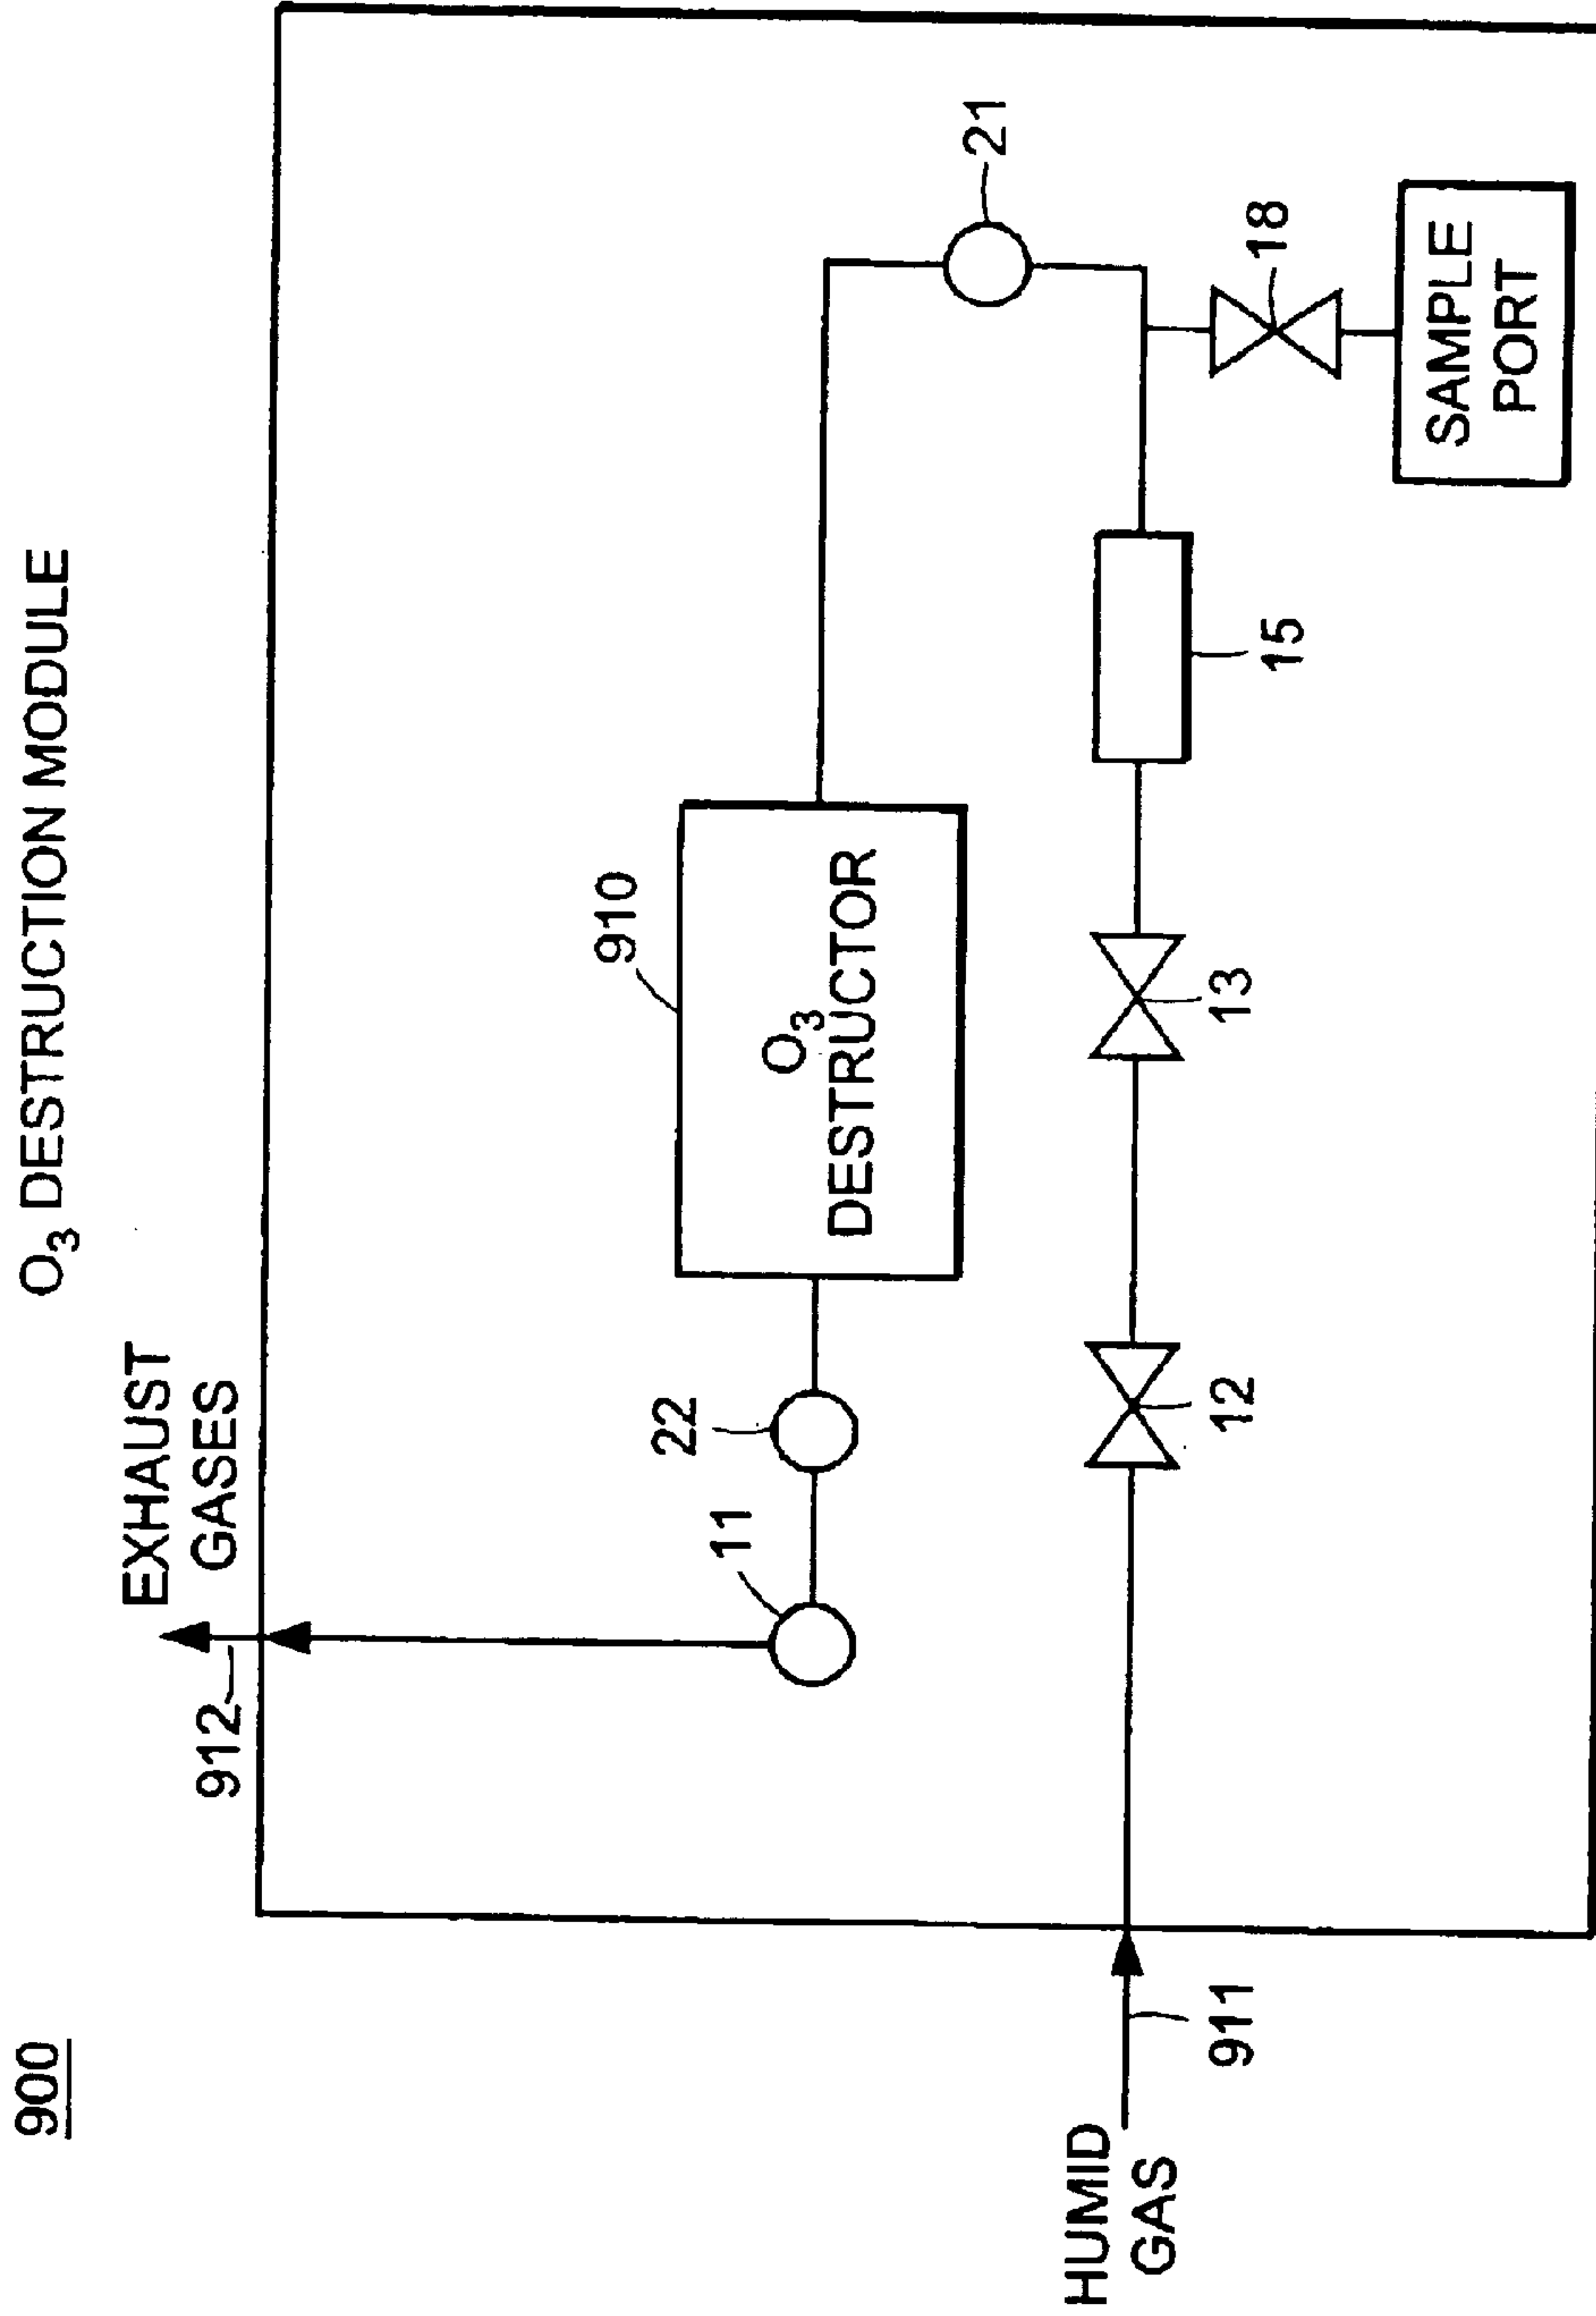 900
O₃ DESTRUCTION MODULE
EXHAUST
GASES
912
11
22
910
O₃
DESTRUCTOR
21
HUMID
GAS
911
12
13
15
18
SAMPLE
PORT